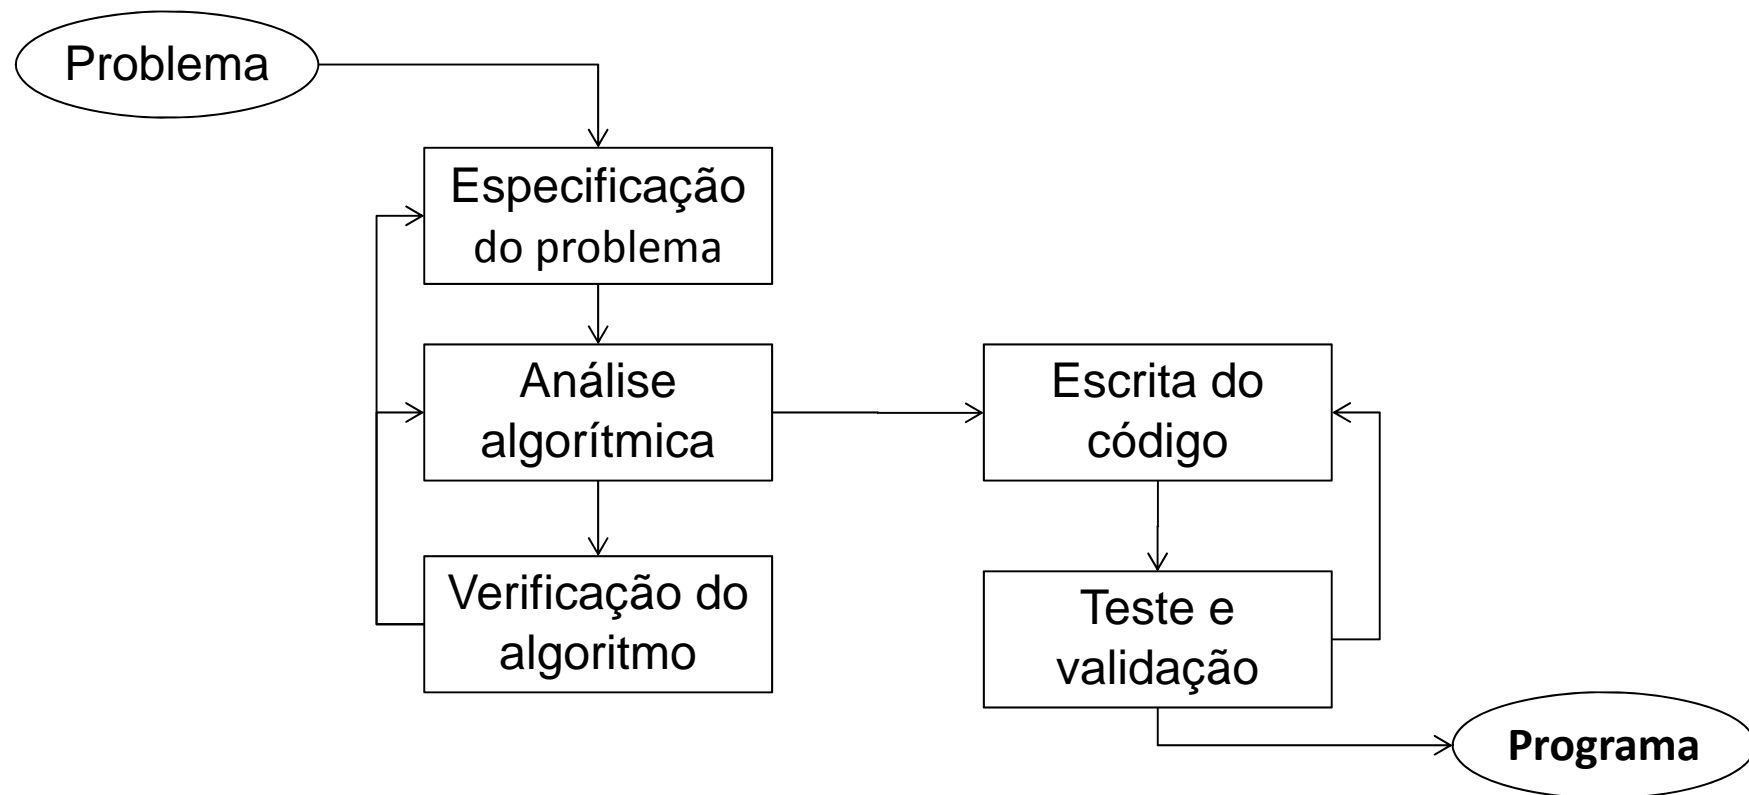 Problema
Especificação
do problema
Análise
algorítmica
Verificação do
algoritmo
Escrita do
código
Teste e
validação
Programa